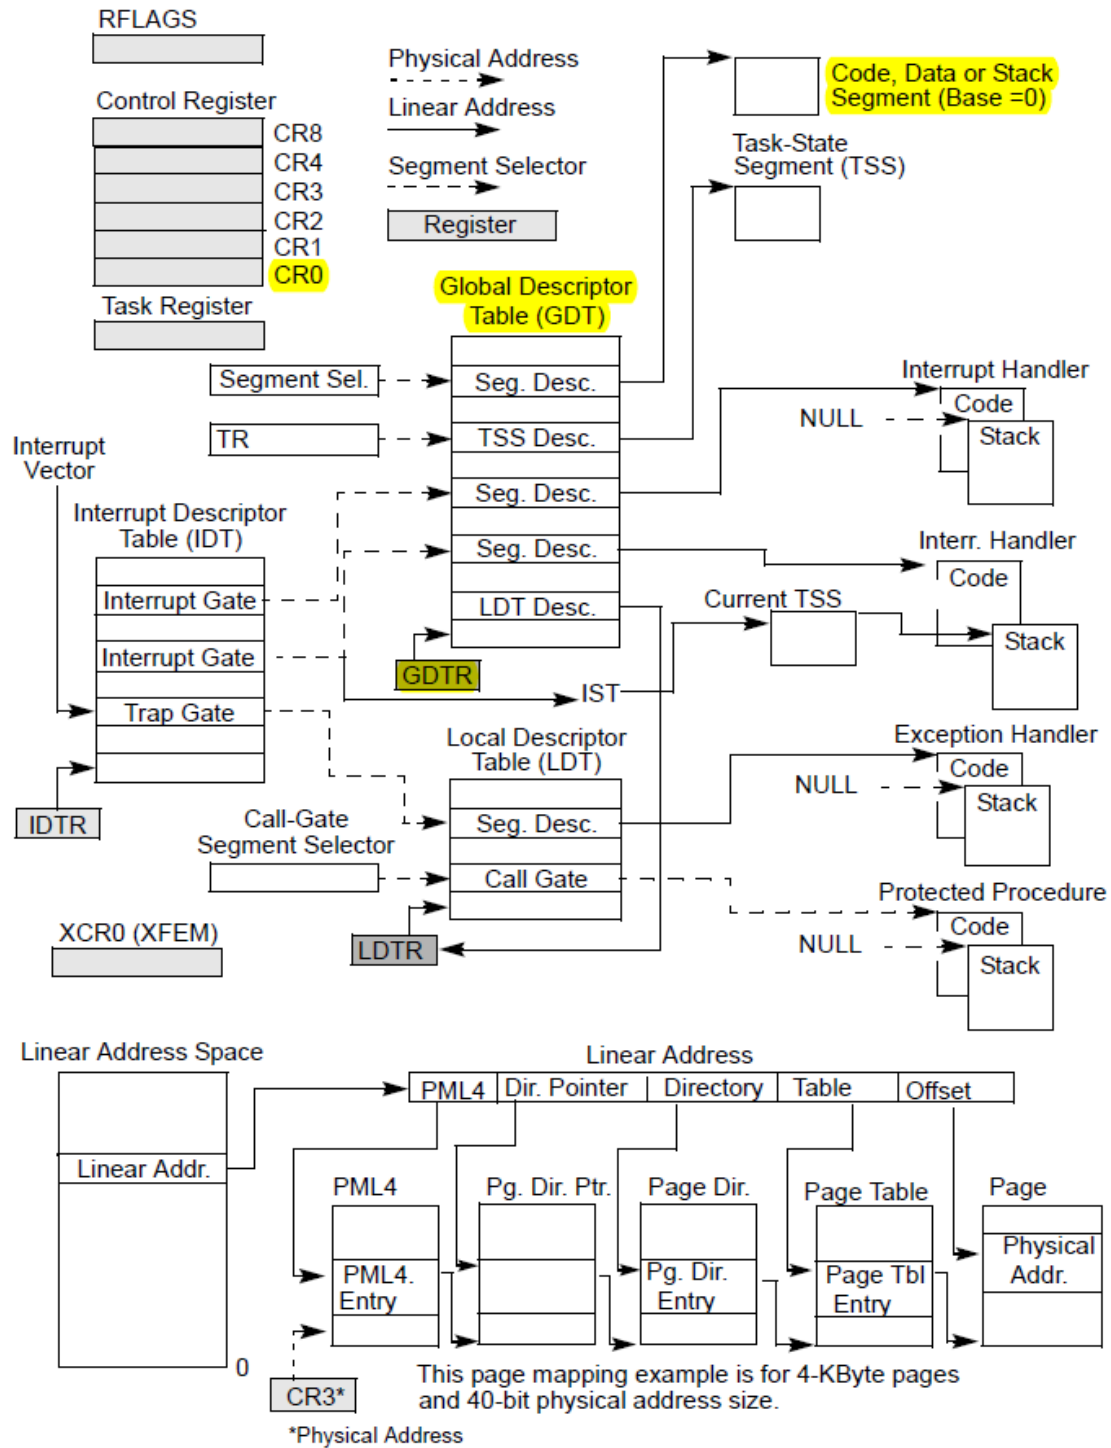 RFLAGS
Control Register
CR8
CR4
CR3
CR2
CR1
CR0
Task Register
Physical Address
Linear Address
Segment Selector
Register
Code, Data or Stack
Segment (Base =0)
Task-State
Segment (TSS)
Global Descriptor
Table (GDT)
Segment Sel.
Seg. Desc.
TR
TSS Desc.
Seg. Desc.
Seg. Desc.
LDT Desc.
GDTR
Interrupt
Vector
Interrupt Descriptor
Table (IDT)
Interrupt Gate
Interrupt Gate
Trap Gate
IDTR
Interrupt Handler
Code
NULL
Stack
Interr. Handler
Code
Current TSS
Stack
IST
Local Descriptor
Table (LDT)
Seg. Desc.
Call-Gate
Segment Selector
Call Gate
LDTR
XCR0 (XFEM)
Exception Handler
Code
NULL
Stack
Protected Procedure
Code
NULL
Stack
Linear Address Space
Linear Addr.
0
Linear Address
PML4 Dir. Pointer Directory Table Offset
PML4 Pg. Dir. Ptr. Page Dir. Page Table Page
PML4.
Entry
Pg. Dir.
Entry
Page Tbl
Entry
Physical
Addr.
CR3*
This page mapping example is for 4-KByte pages
and 40-bit physical address size.
*Physical Address